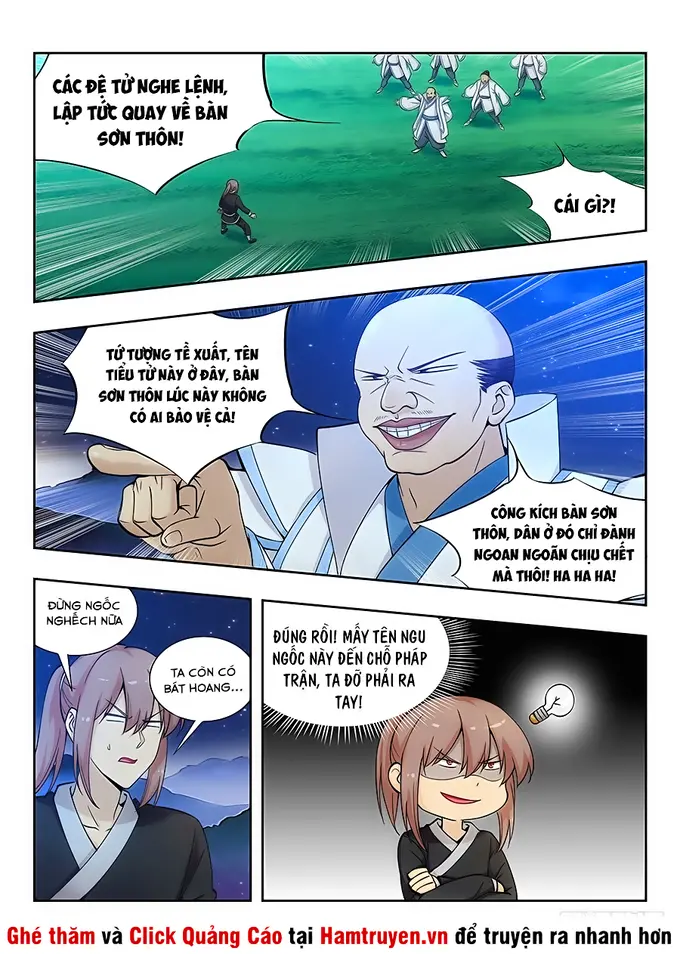 CÁC ĐỆ TỬ NGHE LỆNH,
LẬP TỨC QUAY VỀ BÀN
SƠN THÔN!
CÁI GÌ?!
TỨ TƯỢNG TỀ XUẤT, TÊN
TIỂU TỬ NÀY Ở ĐÂY, BÀN
SƠN THÔN LÚC NÀY KHÔNG
CÓ AI BẢO VỆ CẢ!
CÔNG KÍCH BÀN SƠN
THÔN, DÂN Ở ĐÓ CHỈ ĐÀNH
NGOAN NGOÃN CHỊU CHẾT
MÀ THÔI! HA HA HA!
ĐỪNG NGỐC
NGHẾCH NỮA
TA CÒN CÓ
BÁT HOANG...
ĐÚNG RỒI! MẤY TÊN NGU
NGỐC NÀY ĐẾN CHỖ PHÁP
TRẬN, TA ĐỠ PHẢI RA
TAY!
Ghé thăm và Click Quảng Cáo tại Hamtruyen.vn để truyện ra nhanh hơn